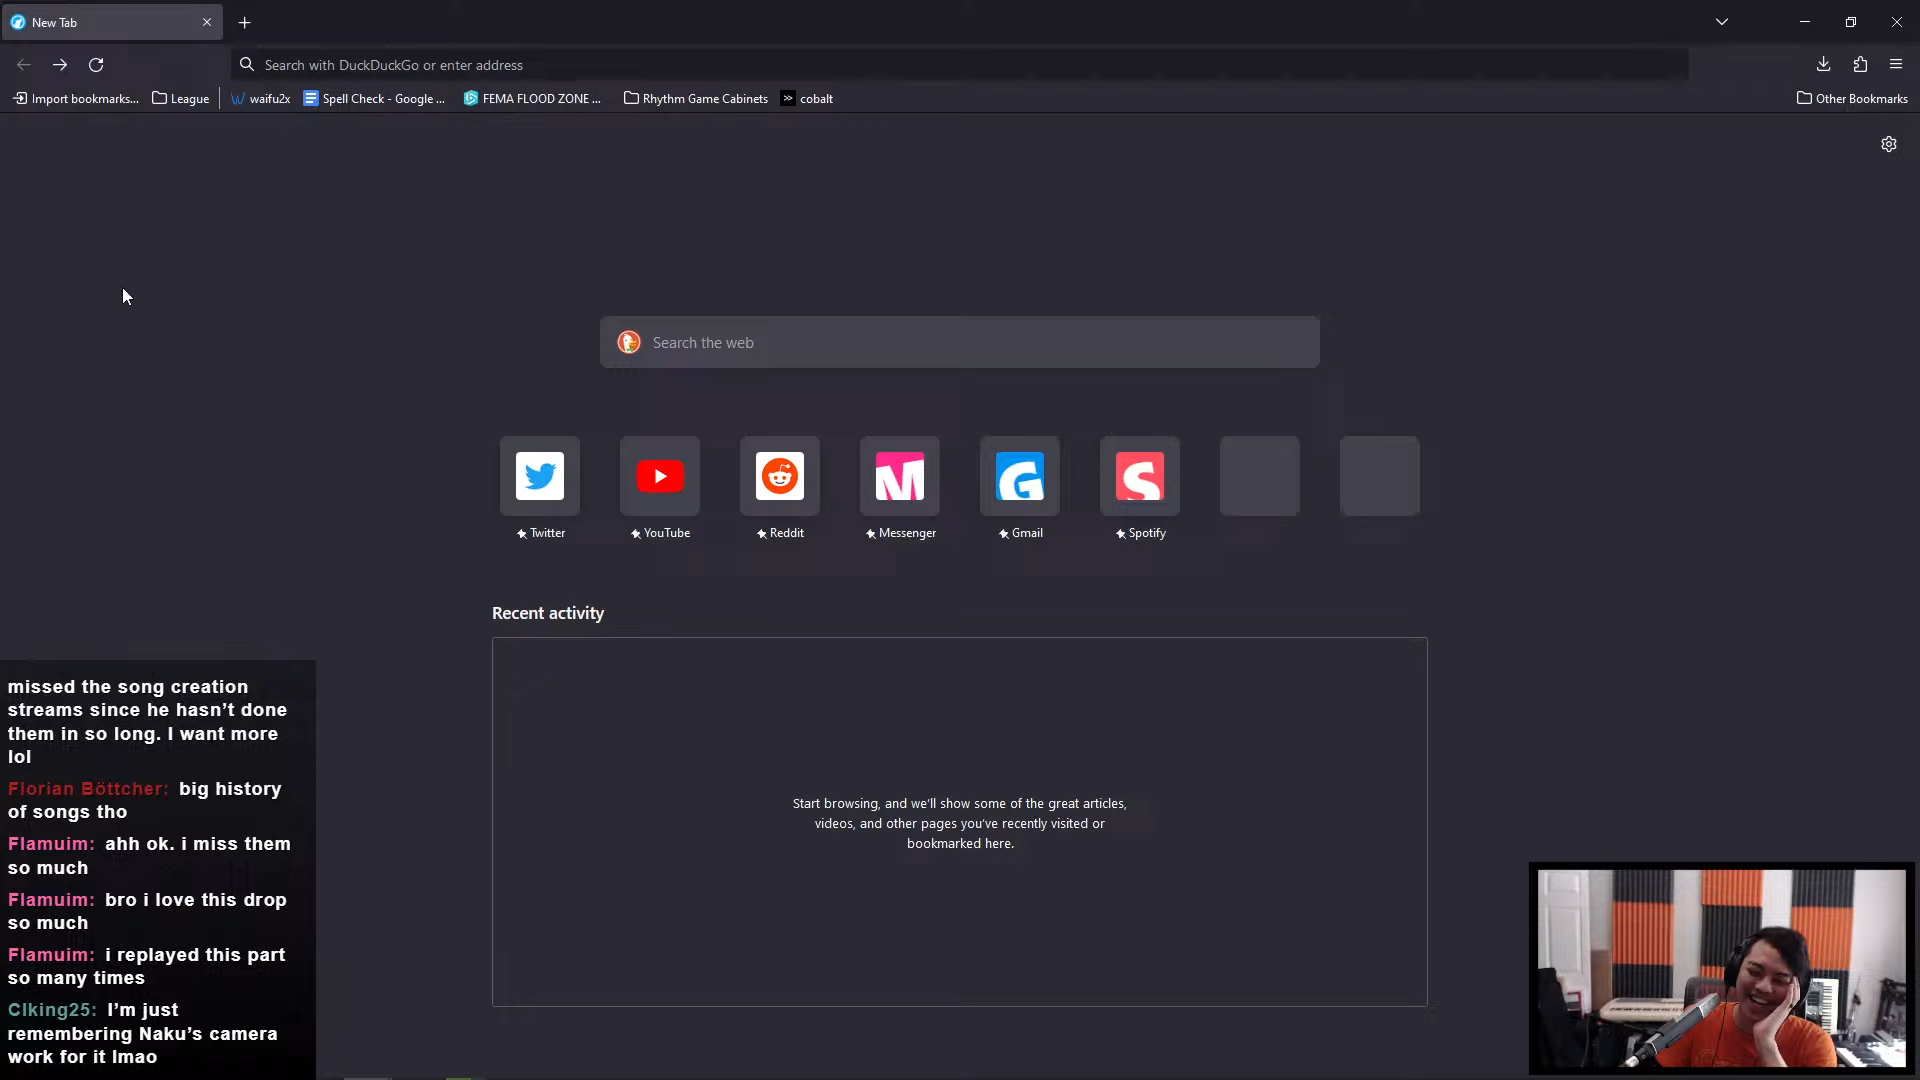 New Tab
Search with DuckDuckGo or enter address
Import bookmarks...
League
waifu2x
Spell Check - Google ...
FEMA FLOOD ZONE ...
Rhythm Game Cabinets
cobalt
Other Bookmarks
Search the web
Twitter
YouTube
Reddit
Messenger
Gmail
Spotify
Recent activity
Start browsing, and we'll show some of the great articles,
videos, and other pages you've recently visited or
bookmarked here.
missed the song creation
streams since he hasn't done
them in so long. I want more
lol
Florian Böttcher: big history
of songs tho
Flamuim: ahh ok. i miss them
so much
Flamuim: bro i love this drop
so much
Flamuim: i replayed this part
so many times
Clking25: I'm just
remembering Naku's camera
work for it lmao